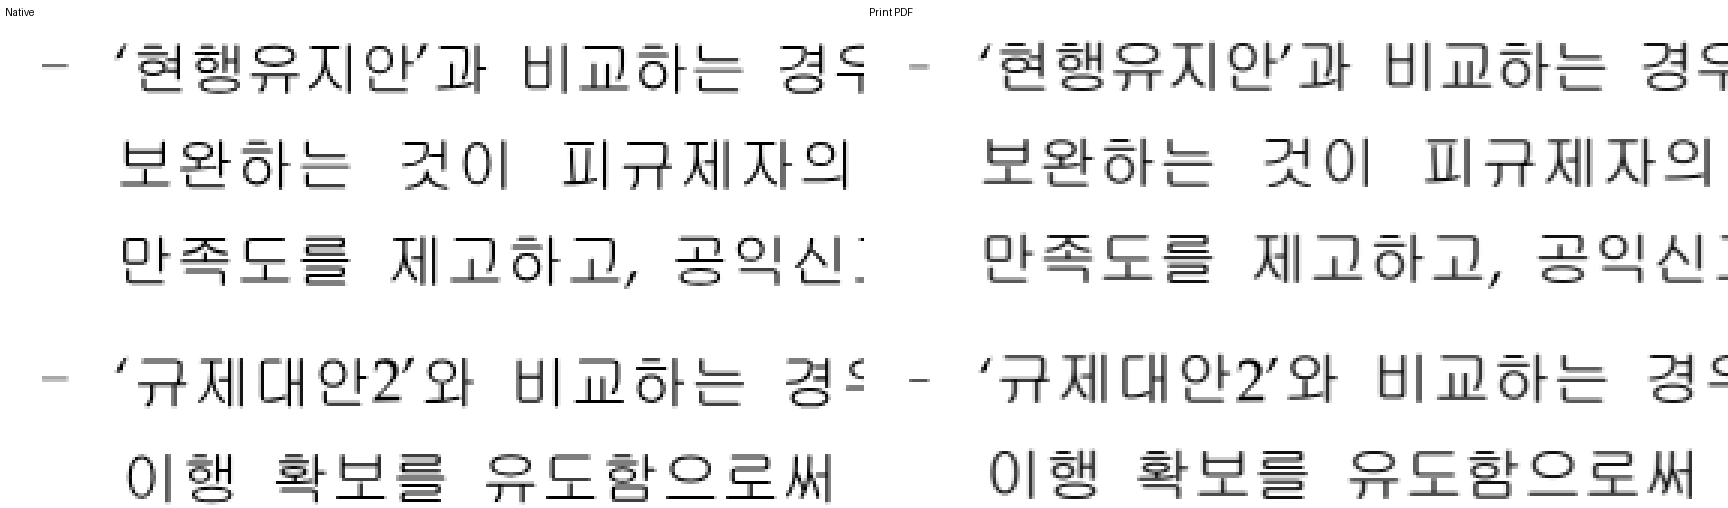 Native
– ‘현행유지안’과 비교하는
보완하는 것이 피규제자의
만족도를 제고하고, 공익신
– ‘규제대안2’와 비교하는
이행 확보를 유도함으로써
Print PDF
– ‘현행유지안’과 비교하는 경우
보완하는 것이 피규제자의
만족도를 제고하고, 공익신
– ‘규제대안2’와 비교하는 경우
이행 확보를 유도함으로써